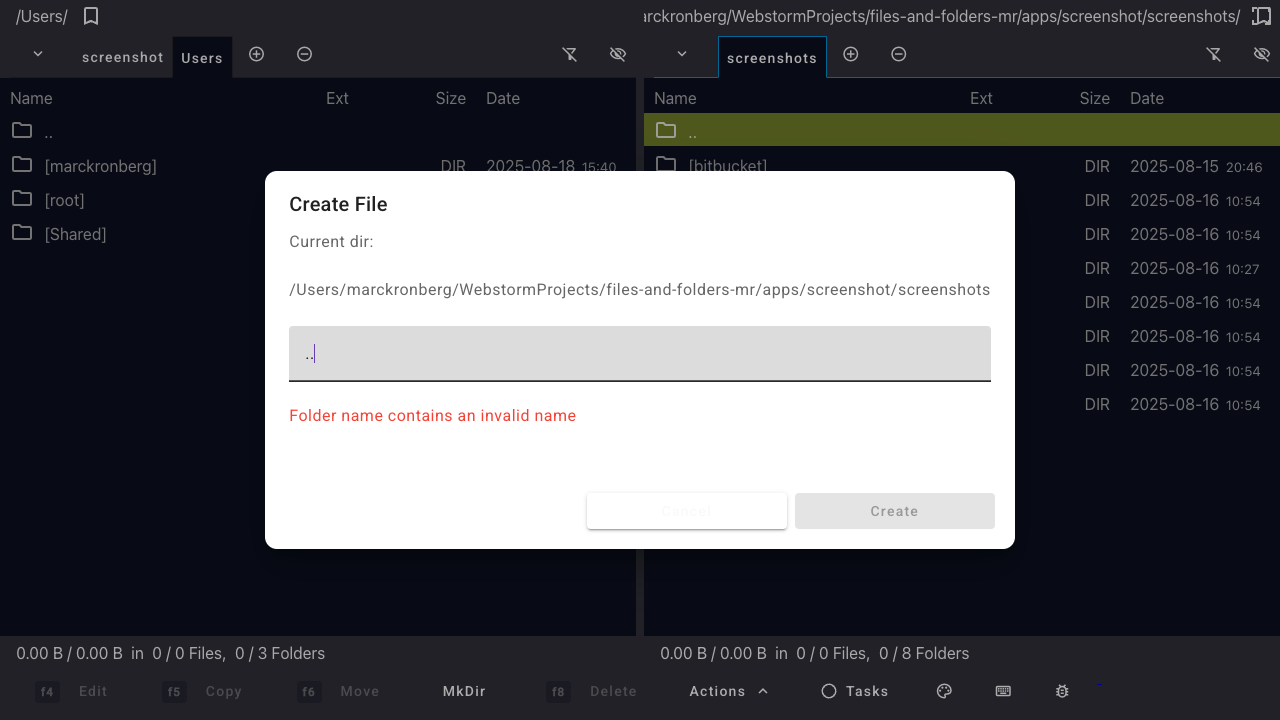 /Users/
arckronberg/WebstormProjects/files-and-folders-mr/apps/screenshot/screenshots/
screenshot Users
screenshots
Name Ext Size Date
Name Ext Size Date
..
..
[marckronberg] DIR 2025-08-18 15:40
[bitbucket] DIR 2025-08-15 20:46
[root]
DIR 2025-08-16 10:54
[Shared]
DIR 2025-08-16 10:54
DIR 2025-08-16 10:27
DIR 2025-08-16 10:54
DIR 2025-08-16 10:54
DIR 2025-08-16 10:54
DIR 2025-08-16 10:54
Create File
Current dir:
/Users/marckronberg/WebstormProjects/files-and-folders-mr/apps/screenshot/screenshots
..
Folder name contains an invalid name
Cancel Create
0.00 B / 0.00 B in 0 / 0 Files, 0 / 3 Folders
0.00 B / 0.00 B in 0 / 0 Files, 0 / 8 Folders
f4 Edit f5 Copy f6 Move MkDir f8 Delete Actions Tasks